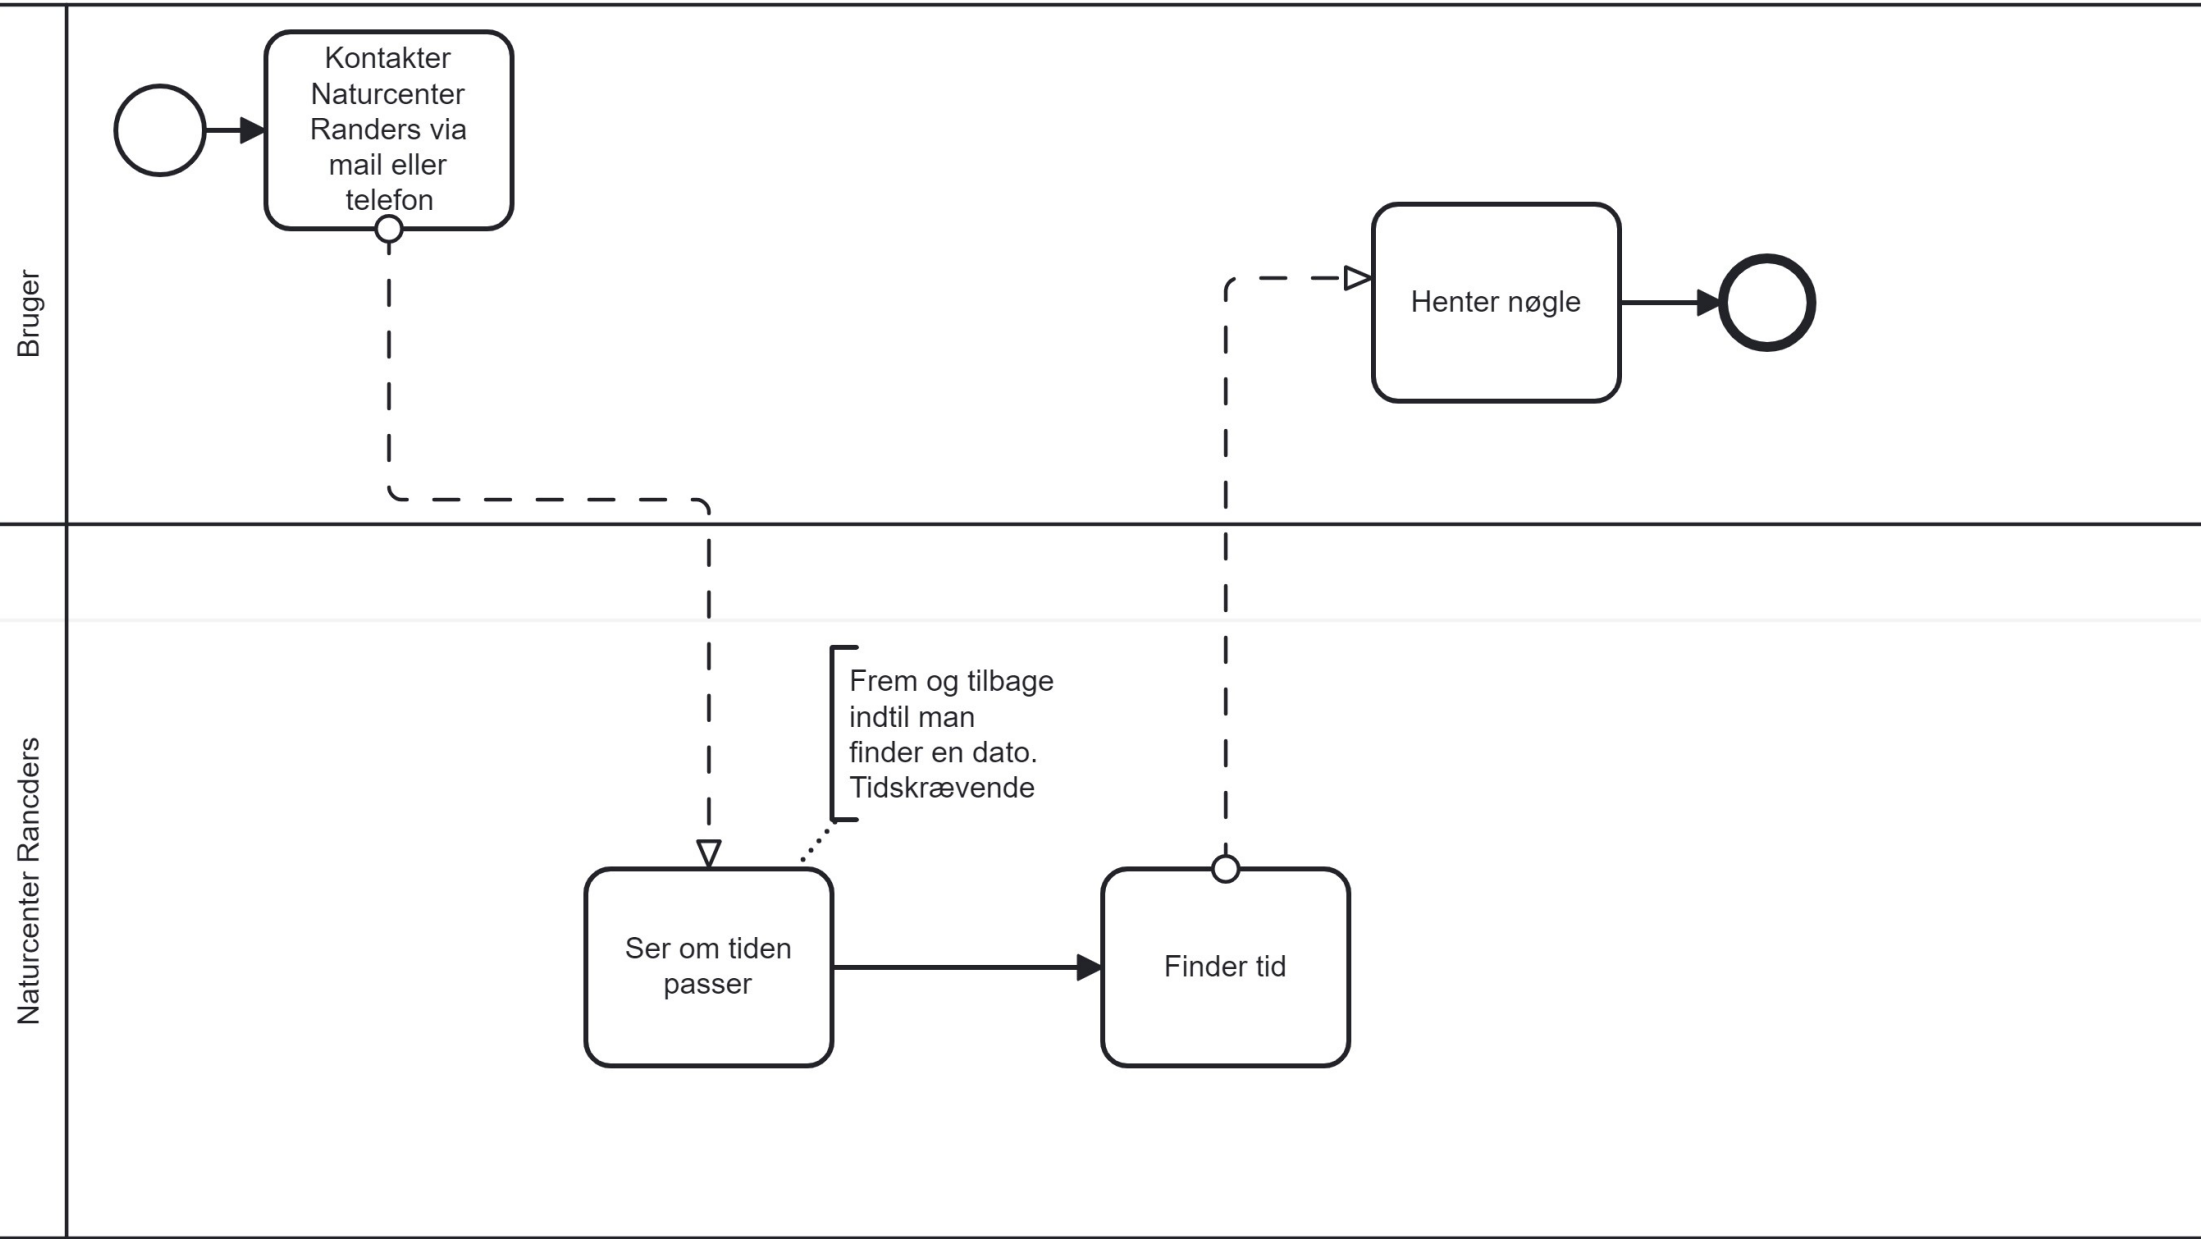 Kontakter
Naturcenter
Randers via
mail eller
telefon
Bruger
Henter nøgle
Frem og tilbage
indtil man
finder en dato.
Tidskrævende
Naturcenter Rancders
Ser om tiden
passer
Finder tid